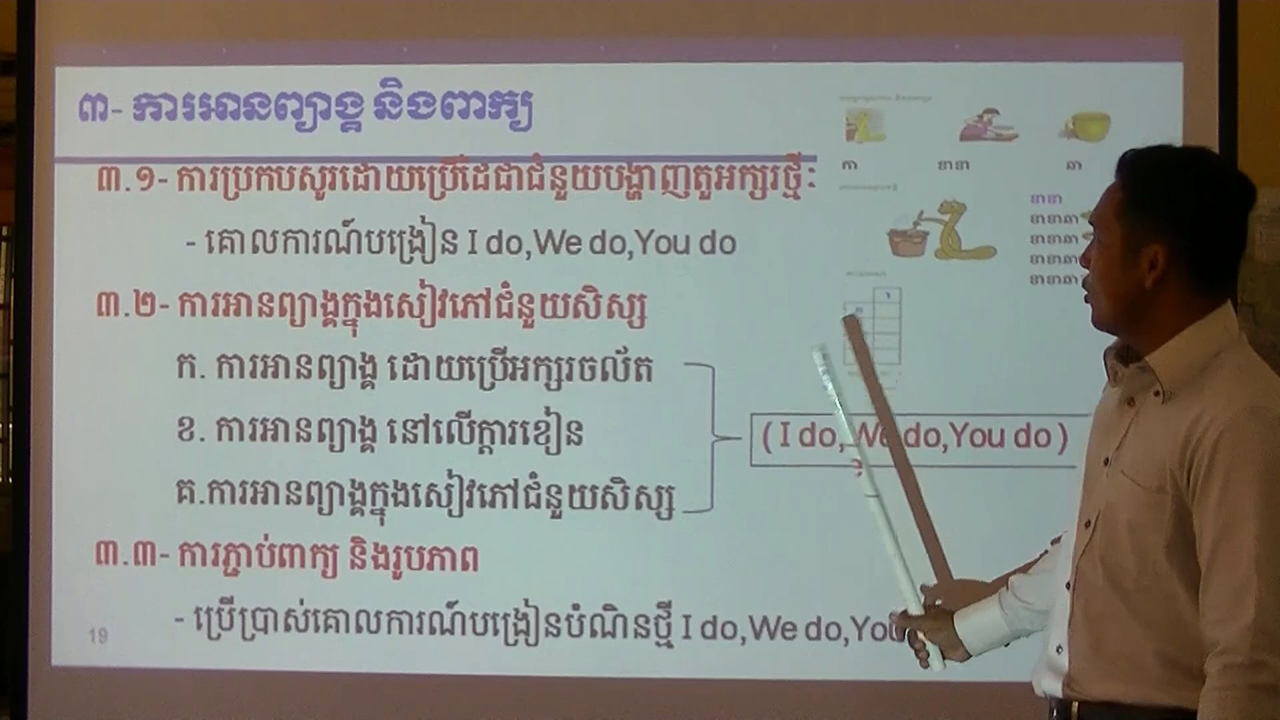 ៣- ការអានព្យាង្គ និងពាក្យ
៣.១- ការប្រកបសូរដោយប្រើដៃជាជំនួយបង្ហាញតួអក្សរថ្មី:
- គោលការណ៍បង្រៀន I do,We do,You do
៣.២- ការអានព្យាង្គក្នុងសៀវភៅជំនួយសិស្ស
ក. ការអានព្យាង្គ ដោយប្រើអក្សរចល័ត
ខ. ការអានព្យាង្គ នៅលើក្តារខៀន
គ.ការអានព្យាង្គក្នុងសៀវភៅជំនួយសិស្ស
( I do,We do,You do )
៣.៣- ការភ្ជាប់ពាក្យ និងរូបភាព
- ប្រើប្រាស់គោលការណ៍បង្រៀនបំណិនថ្មី I do,We do,You
19